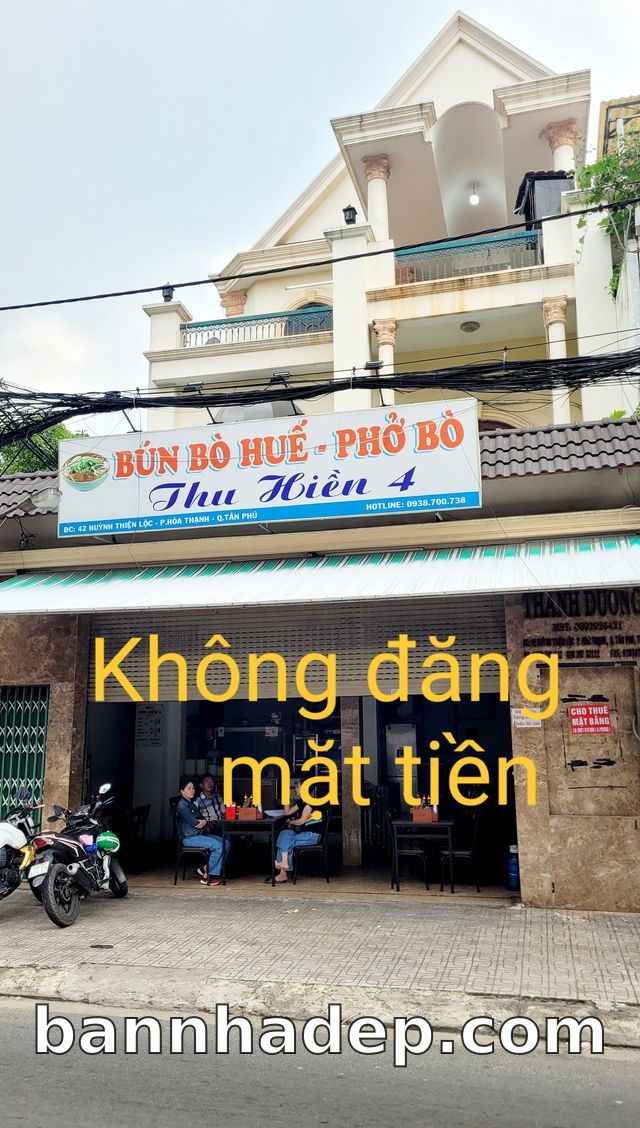 BÚN BÒ HUẾ - PHỞ BÒ
Thu Hiền 4
ĐC: 42 HUỲNH THIỆN LỘC - P.HÒA THẠNH - Q.TÂN PHÚ
HOTLINE: 0938.700.738
THANH DƯƠNG
Không đăng
măt tiền
CHO THUÊ
MẶT BẰNG
bannhadep.com